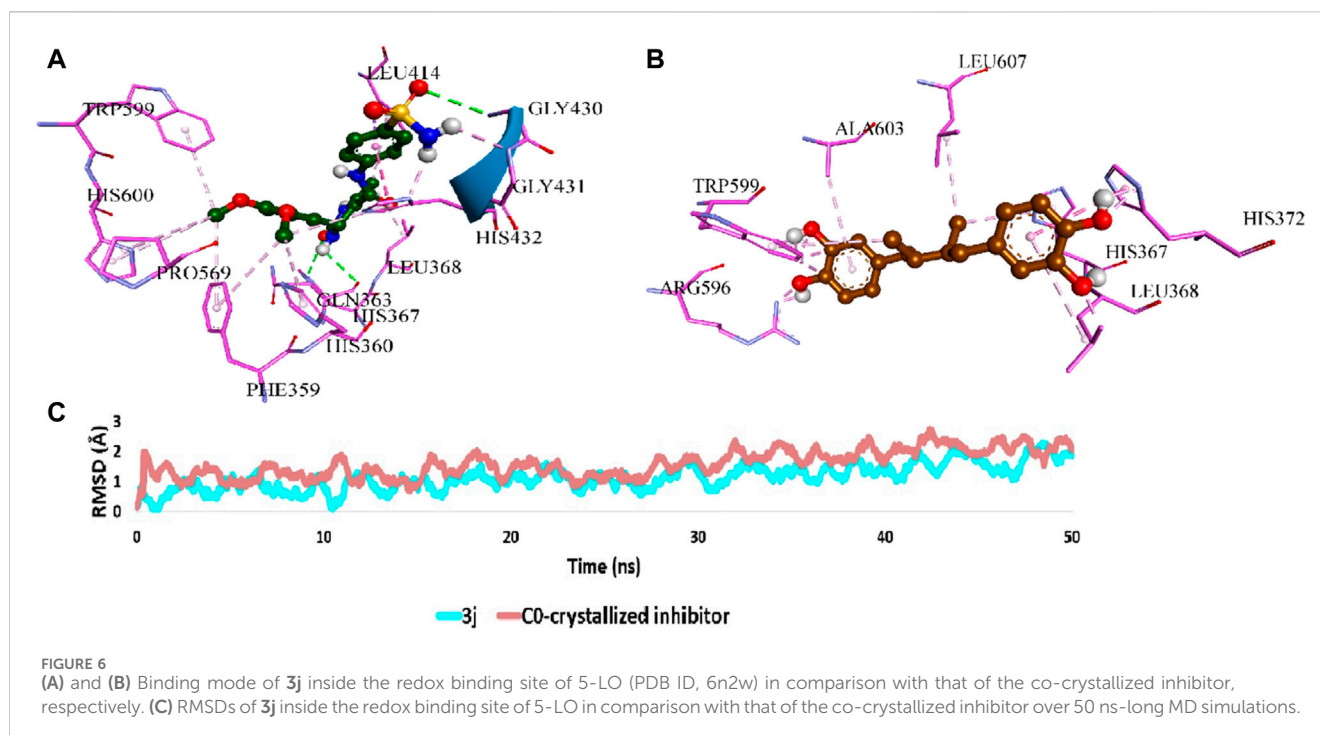 A
LEU414
TRP599
GLY430
GLY431
HIS600
HIS432
PRO569
LEU368
GLN363
HIS367
HIS360
PHE359
B
LEU607
ALA603
TRP599
HIS372
HIS367
ARG596
LEU368
C
RMSD (Å)
3
2
1
0
0 10 20 30 40 50
Time (ns)
3j C0-crystallized inhibitor
FIGURE 6
(A) and (B) Binding mode of 3j inside the redox binding site of 5-LO (PDB ID, 6n2w) in comparison with that of the co-crystallized inhibitor,
respectively. (C) RMSDs of 3j inside the redox binding site of 5-LO in comparison with that of the co-crystallized inhibitor over 50 ns-long MD simulations.